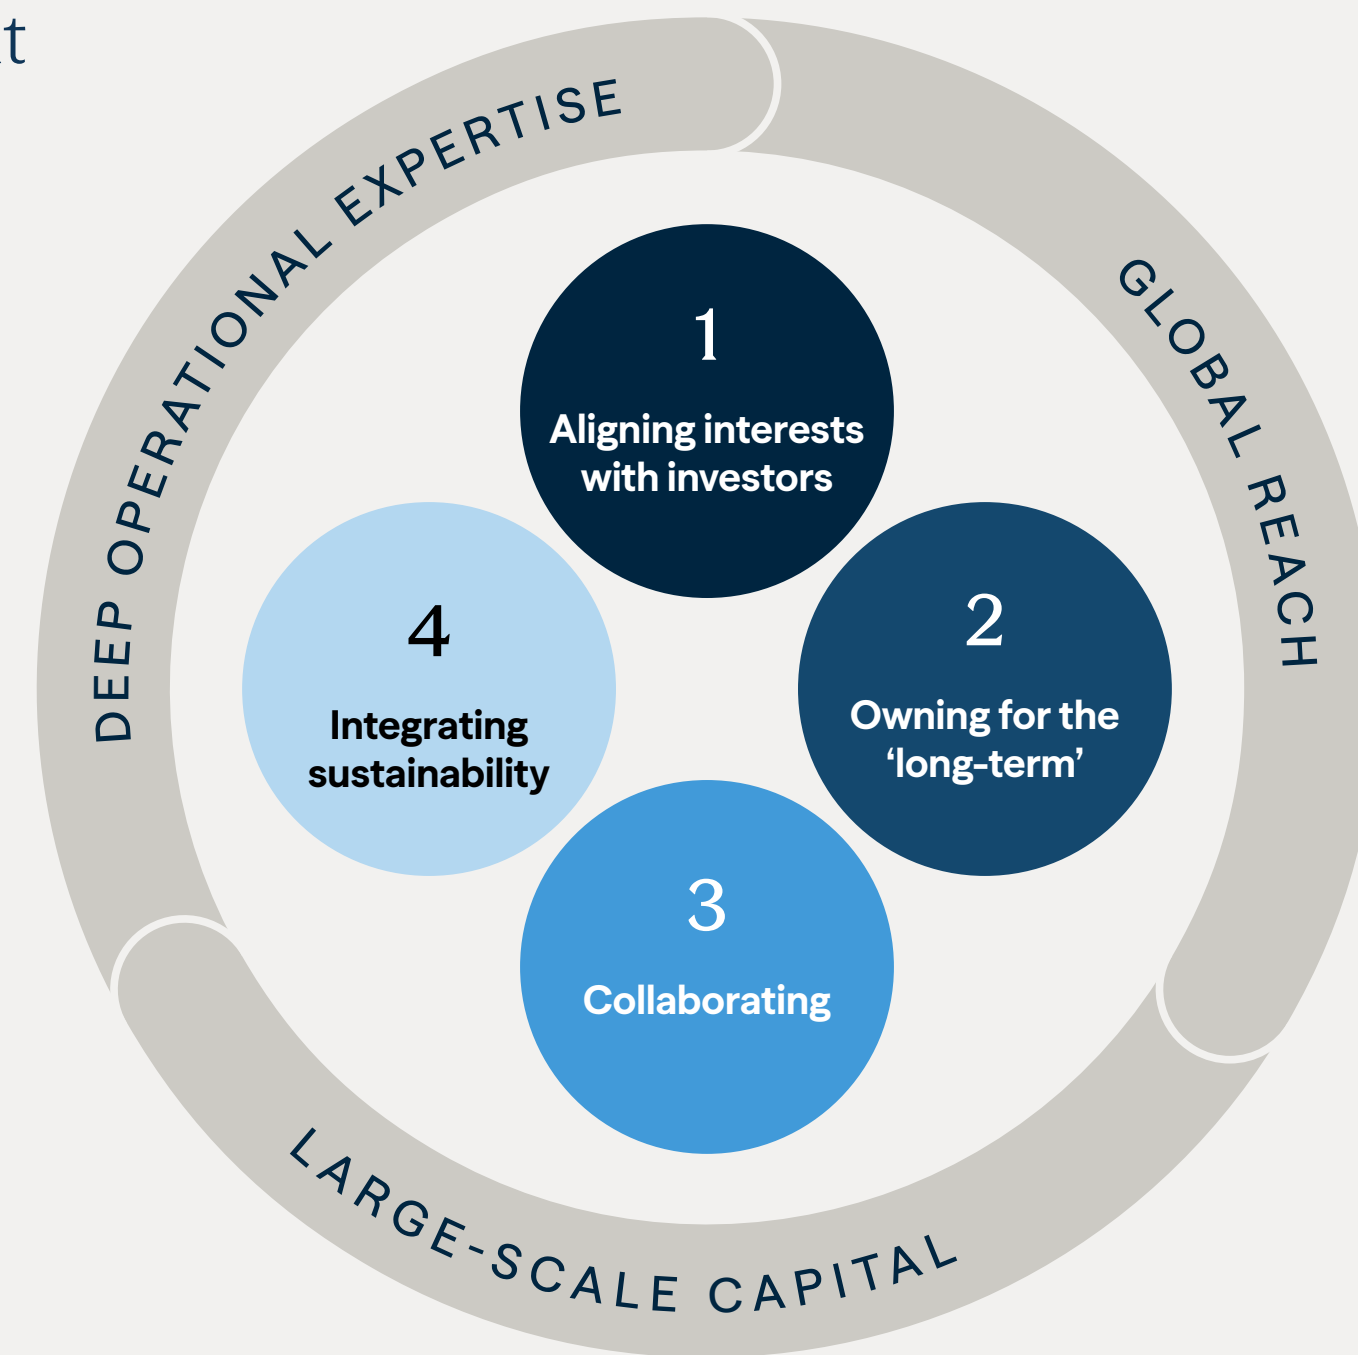 DEEP OPERATIONAL EXPERTISE
GLOBAL REACH
1
Aligning interests
with investors
4
Integrating
sustainability
2
Owning for the
‘long-term’
3
Collaborating
LARGE-SCALE CAPITAL